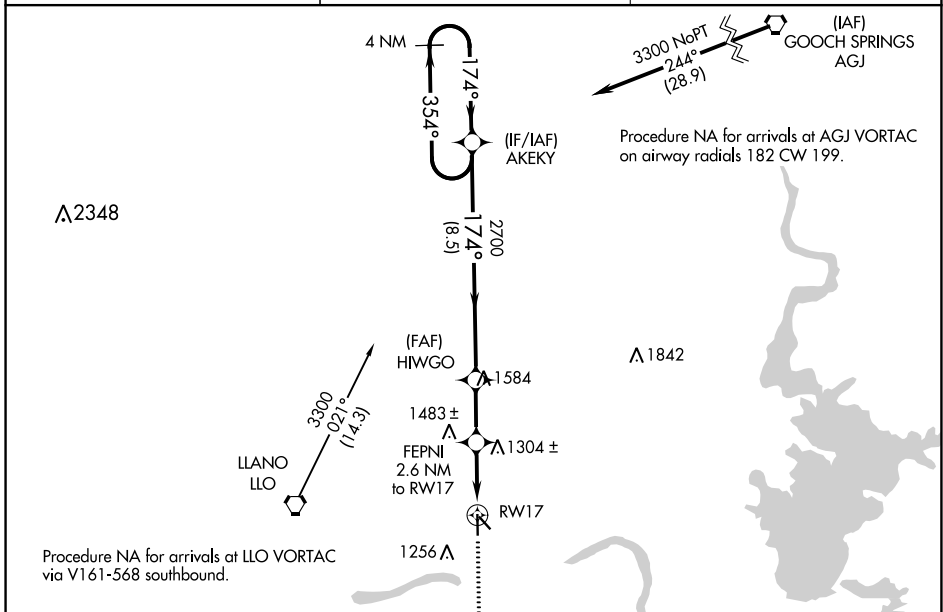 4 NM
174°
354°
(IF/IAF)
AKEKY
3300 NoPT
244°
(28.9)
(IAF)
GOOCH SPRINGS
AGJ
Procedure NA for arrivals at AGJ VORTAC
on airway radials 182 CW 199.
2348
2700
174°
(8.5)
(FAF)
HIWGO
1584
1842
3300
021°
(14.3)
1483 ±
FEPNI
2.6 NM
to RW17
1304 ±
LLANO
LLO
RW17
1256
Procedure NA for arrivals at LLO VORTAC
via V161-568 southbound.